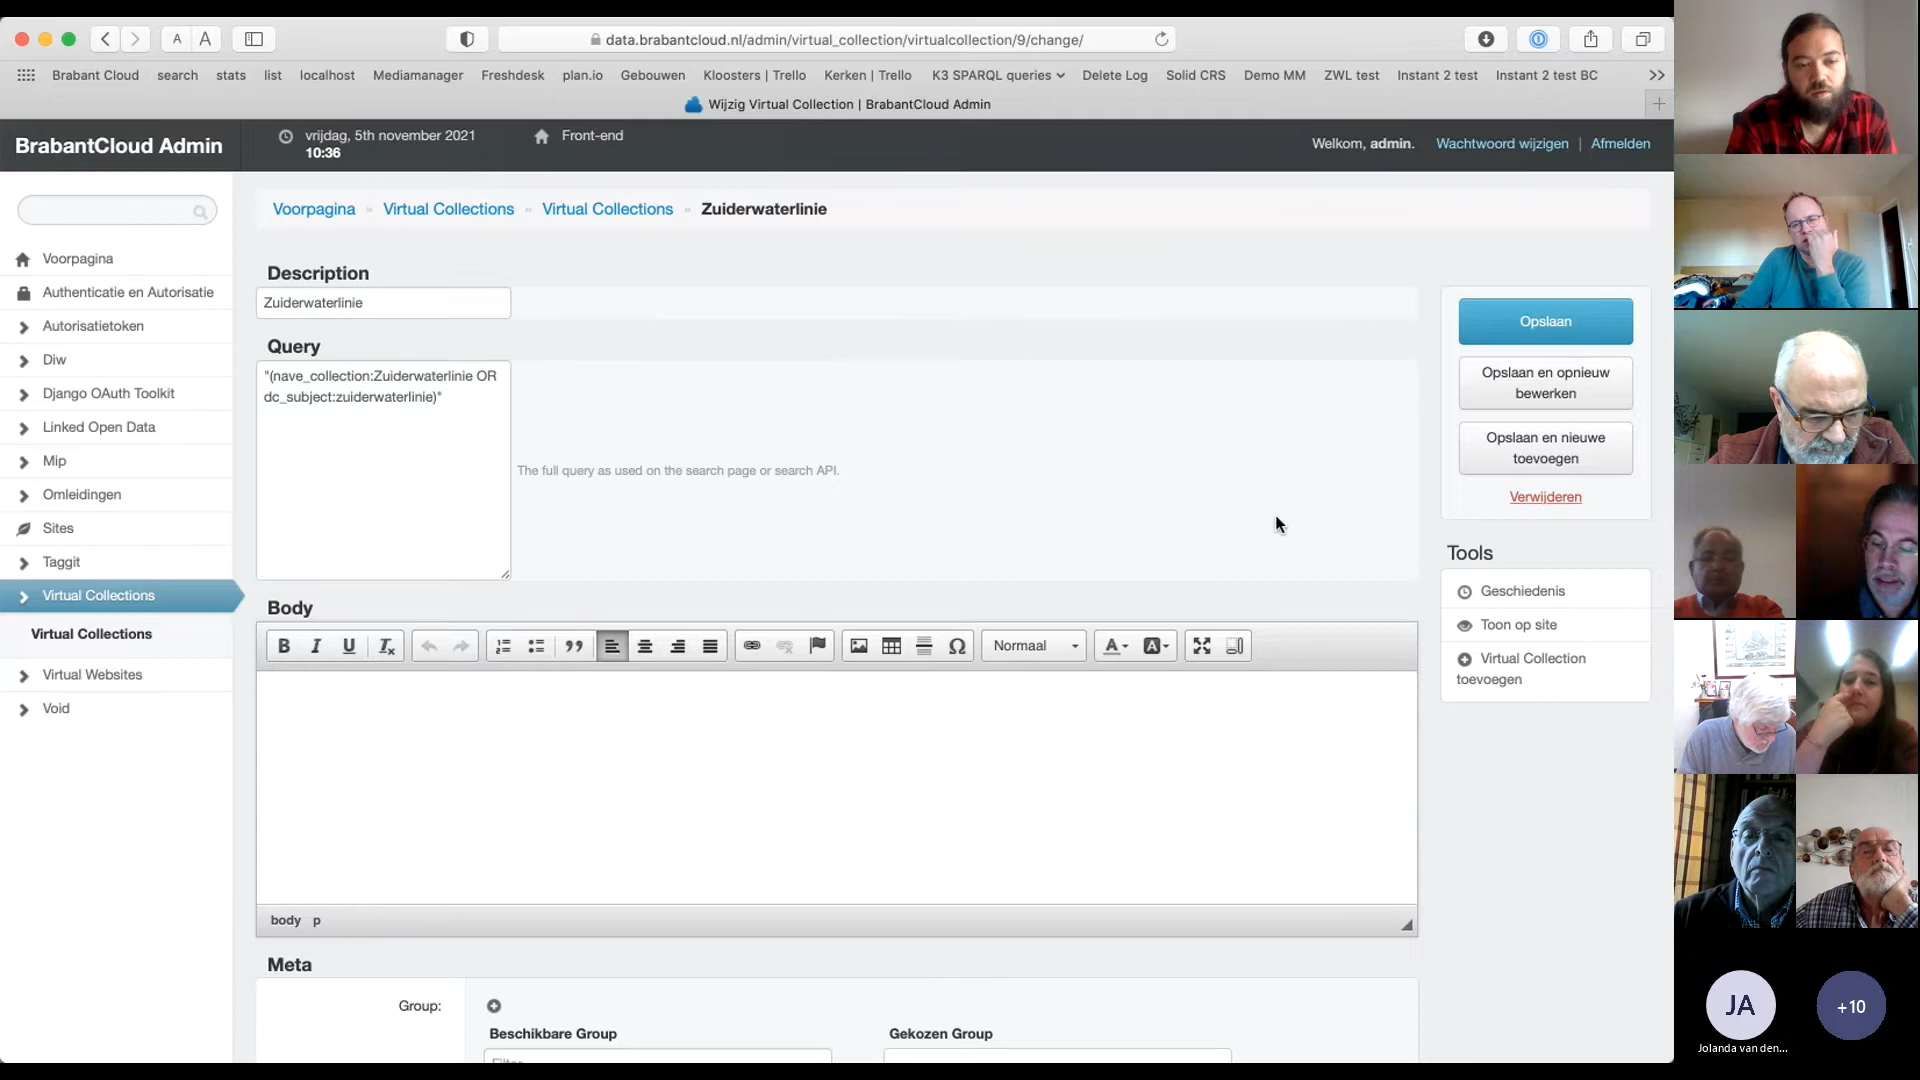 data.brabantcloud.nl/admin/virtual_collection/virtualcollection/9/change/
Brabant Cloud search stats list localhost Mediamanager Freshdesk plan.io Gebouwen Kloosters | Trello Kerken | Trello K3 SPARQL queries Delete Log Solid CRS Demo MM ZWL test Instant 2 test Instant 2 test BC
Wijzig Virtual Collection | BrabantCloud Admin
BrabantCloud Admin
vrijdag, 5th november 2021
10:36
Front-end
Welkom, admin. Wachtwoord wijzigen | Afmelden
Voorpagina
Authenticatie en Autorisatie
Autorisatietoken
Diw
Django OAuth Toolkit
Linked Open Data
Mip
Omleidingen
Sites
Taggit
Virtual Collections
Virtual Collections
Virtual Websites
Void
Voorpagina » Virtual Collections » Virtual Collections » Zuiderwaterlinie
Description
Zuiderwaterlinie
Query
"(nave_collection:Zuiderwaterlinie OR
dc_subject:zuiderwaterlinie)"
The full query as used on the search page or search API.
Body
Normaal
body p
Meta
Group:
Beschikbare Group
Gekozen Group
Filter
Opslaan
Opslaan en opnieuw
bewerken
Opslaan en nieuwe
toevoegen
Verwijderen
Tools
Geschiedenis
Toon op site
Virtual Collection
toevoegen
JA
+10
Jolanda van den...